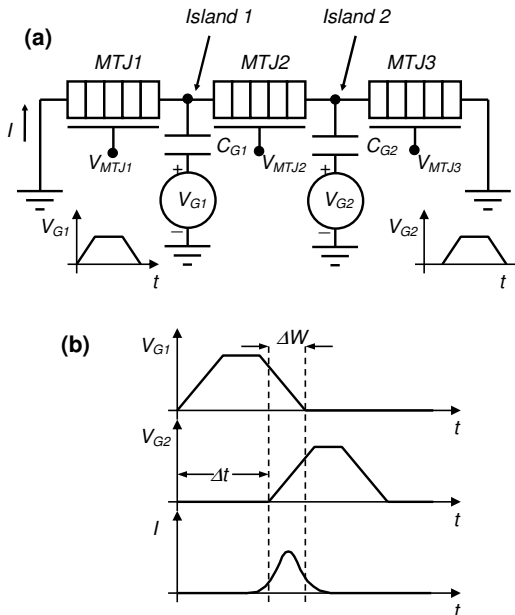 Island 1 Island 2
(a)
MTJ1 MTJ2 MTJ3
I
V_MTJ1 C_G1 V_MTJ2 C_G2 V_MTJ3
+ +
V_G1 V_G2
− −
V_G1 V_G2
t t
(b)
ΔW
V_G1
t
V_G2
Δt
t
I
t